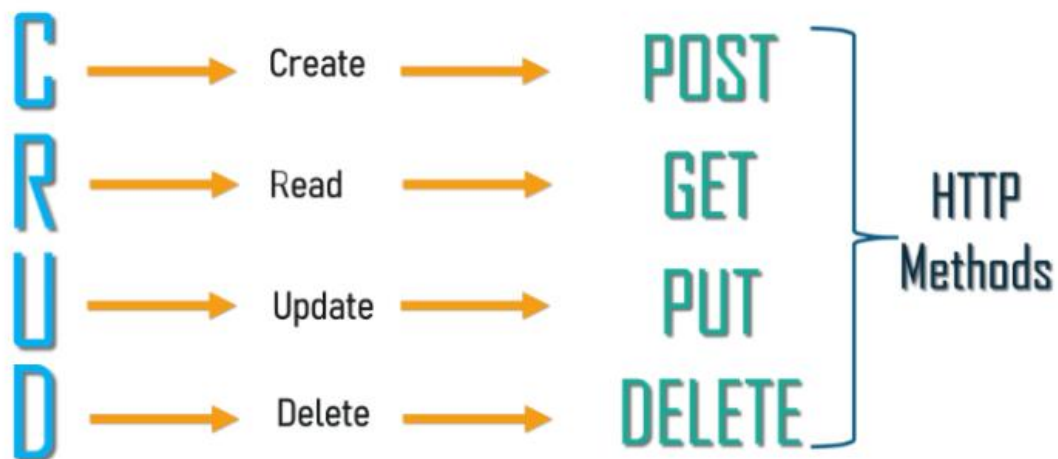 C Create POST
R Read GET
U Update PUT
D Delete DELETE
HTTP
Methods